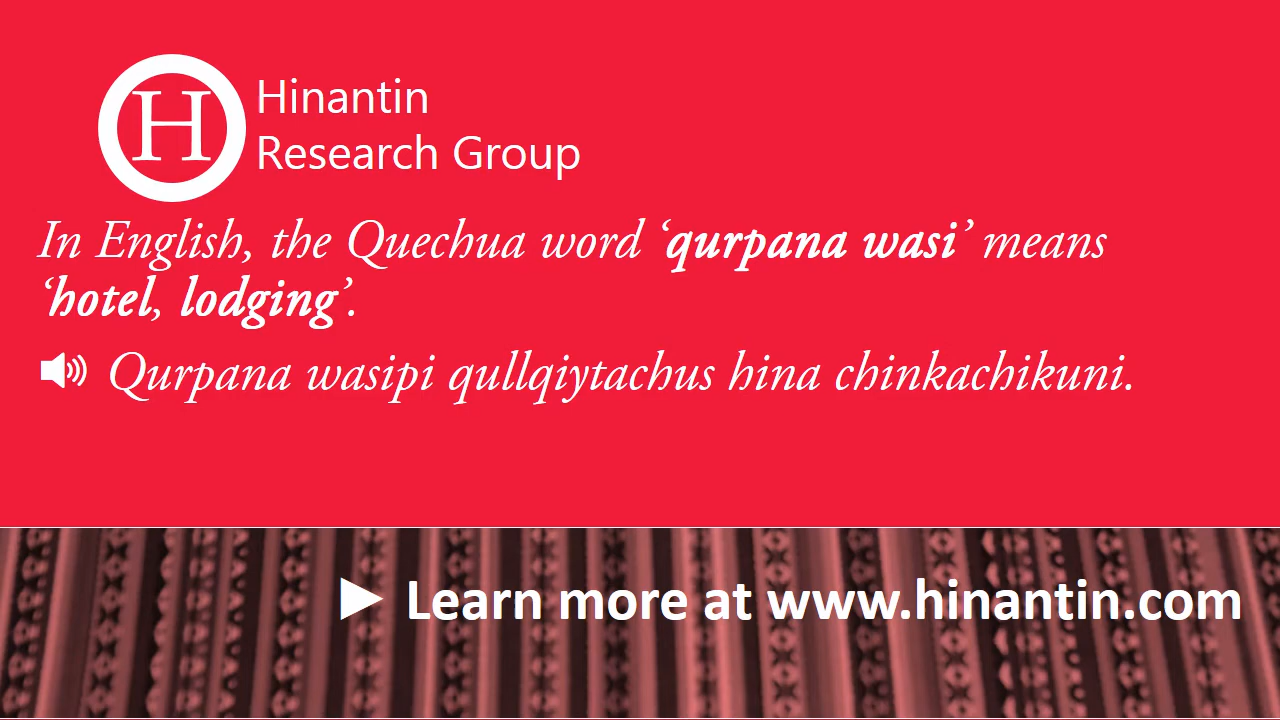 H
Hinantin
Research Group
In English, the Quechua word ‘qurpana wasi’ means
‘hotel, lodging’.
Qurpana wasipi qullqiytachus hina chinkachikuni.
Learn more at www.hinantin.com